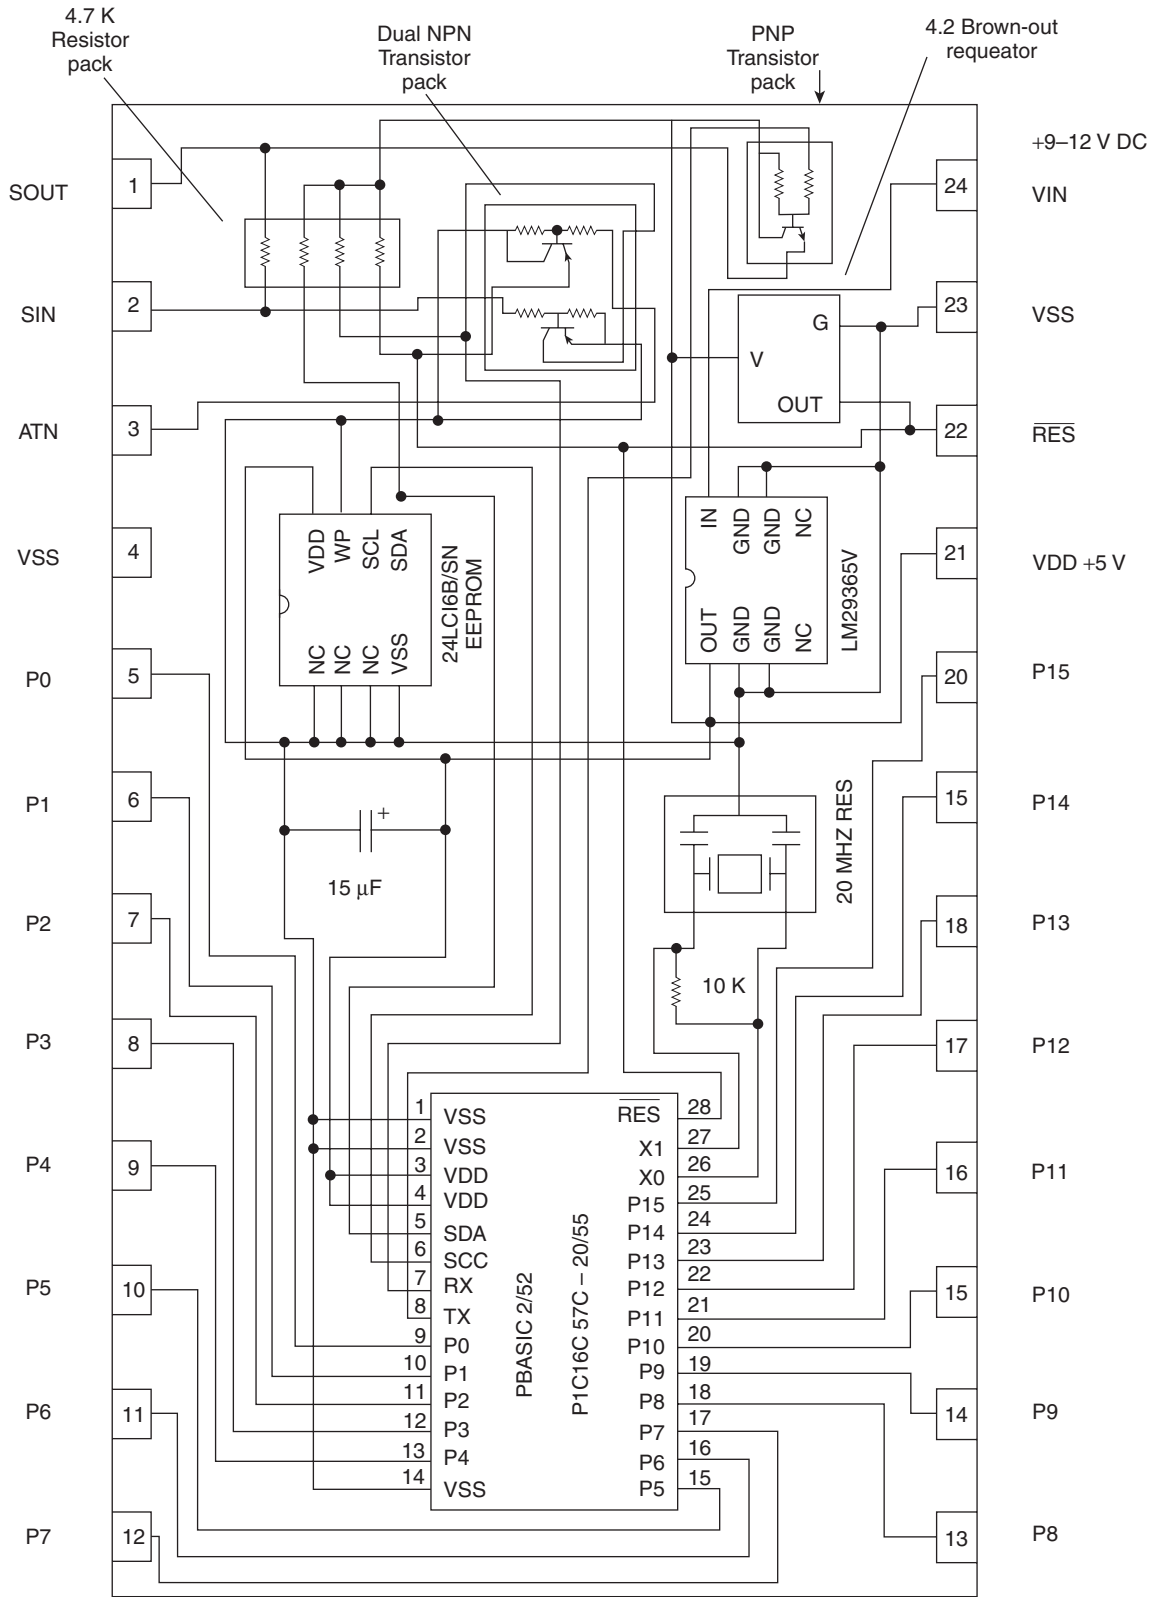 4.7 K
Resistor
pack
Dual NPN
Transistor
pack
PNP
Transistor
pack
4.2 Brown-out
requeator
+9–12 V DC
SOUT
1
24
VIN
SIN
2
23
VSS
G
V
OUT
ATN
3
22
RES
VSS
4
21
VDD +5 V
VDD
WP
SCL
SDA
NC
NC
NC
VSS
24LCI6B/SN
EEPROM
IN
GND
GND
NC
OUT
GND
GND
NC
LM29365V
P0
5
20
P15
P1
6
15
P14
+
15 μF
20 MHZ RES
P2
7
18
P13
10 K
P3
8
17
P12
P4
9
16
P11
P5
10
15
P10
P6
11
14
P9
P7
12
13
P8
1 VSS
2 VSS
3 VDD
4 VDD
5 SDA
6 SCC
7 RX
8 TX
9 P0
10 P1
11 P2
12 P3
13 P4
14 VSS
PBASIC 2/52
P1C16C 57C – 20/55
RES 28
X1 27
X0 26
P15 25
P14 24
P13 23
P12 22
P11 21
P10 20
P9 19
P8 18
P7 17
P6 16
P5 15